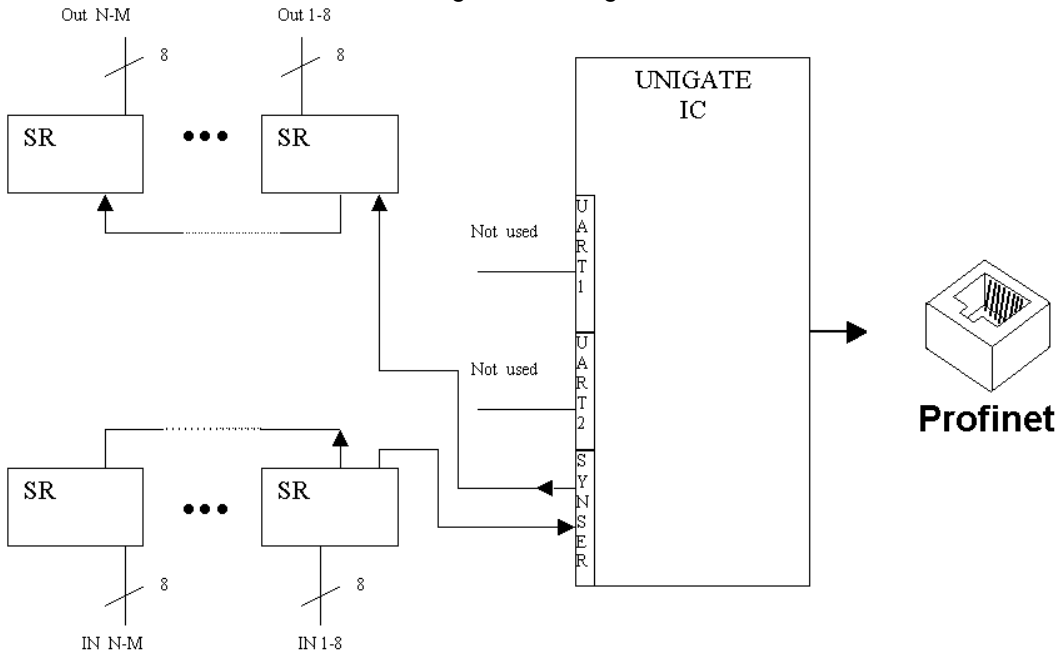 Out N-M
Out 1-8
8
8
UNIGATE
IC
SR
SR
UART1
Not used
UART2
Not used
Profinet
SYNSER
SR
SR
8
8
IN N-M
IN 1-8